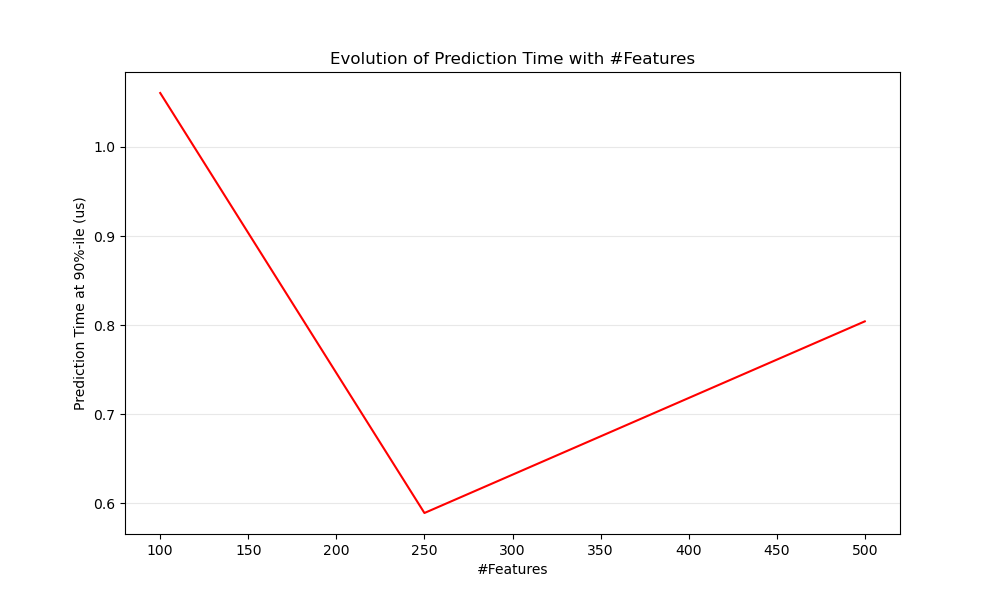 Evolution of Prediction Time with #Features
Prediction Time at 90%-ile (us)
1.0
0.9
0.8
0.7
0.6
100 150 200 250 300 350 400 450 500
#Features